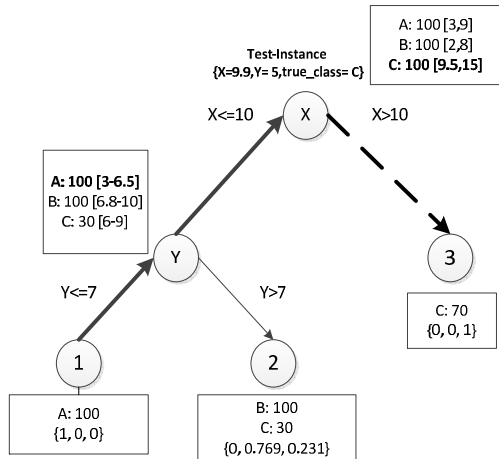 A: 100 [3,9]
B: 100 [2,8]
C: 100 [9.5,15]
Test-Instance
{X=9.9,Y= 5,true_class= C}
X<=10
X
X>10
A: 100 [3-6.5]
B: 100 [6.8-10]
C: 30 [6-9]
Y
3
Y<=7
Y>7
C: 70
{0, 0, 1}
1
2
A: 100
{1, 0, 0}
B: 100
C: 30
{0, 0.769, 0.231}